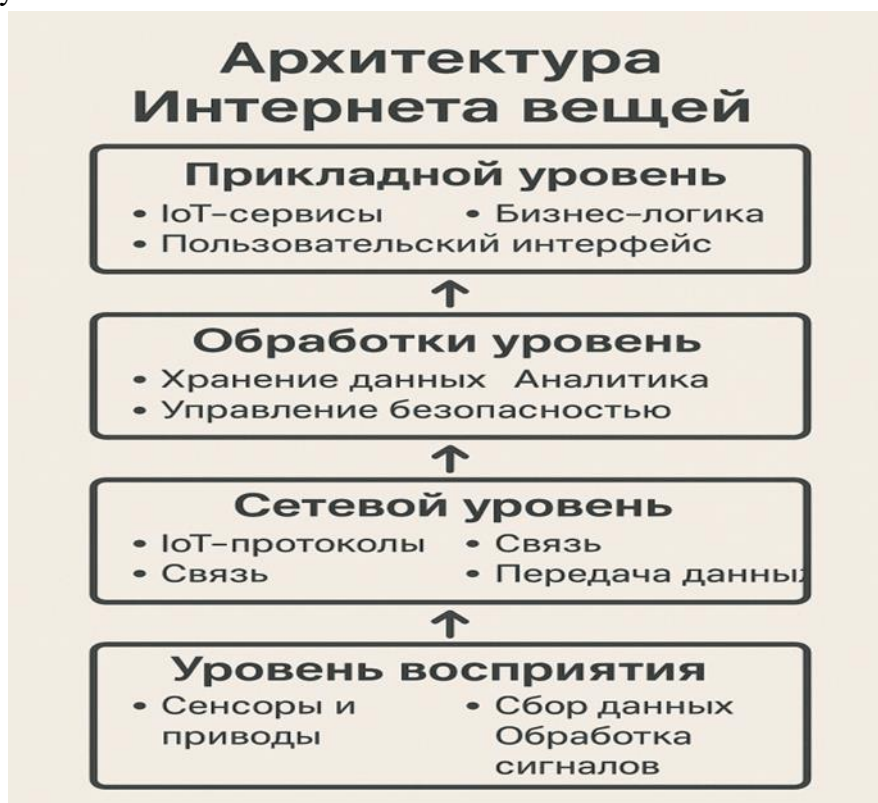 Архитектура
Интернета вещей
Прикладной уровень
• IoT-сервисы • Бизнес-логика
• Пользовательский интерфейс
Обработки уровень
• Хранение данных Аналитика
• Управление безопасностью
Сетевой уровень
• IoT-протоколы • Связь
• Связь • Передача
Уровень восприятия
• Сенсоры и • Сбор данных
приводы Обработка
сигналов